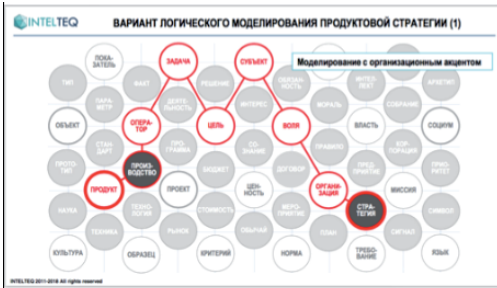 INTELTEQ
ВАРИАНТ ЛОГИЧЕСКОГО МОДЕЛИРОВАНИЯ ПРОДУКТОВОЙ СТРАТЕГИИ (1)
Моделирование с организационным акцентом
ПОКА-
ЗАТЕЛЬ
ЗАДАЧА
СУБЪЕКТ
ОБЯЗАН-
НОСТЬ
ИНТЕЛ-
ЛЕКТ
ТИП
ФАКТ
РЕШЕНИЕ
АРХЕТИП
ПАРА-
МЕТР
ДЕЯТЕ-
ЛЬНОСТЬ
ИНТЕРЕС
МОРАЛЬ
СОБРАНИЕ
ОБЪЕКТ
ОПЕРА-
ТОР
ЦЕЛЬ
ВОЛЯ
ВЛАСТЬ
СОЦИУМ
СТАН-
ДАРТ
ПРО-
ГРАММА
СО-
ЗНАНИЕ
ПРАВИЛО
КОР-
ПОРАЦИЯ
ПРОТО-
ТИП
ПРОИЗ-
ВОДСТВО
БЮДЖЕТ
ДОГОВОР
ПРЕД-
ПРИЯТИЕ
ПРИО-
РИТЕТ
ПРОДУКТ
ПРОЕКТ
ЦЕН-
НОСТЬ
ОРГАНИ-
ЗАЦИЯ
МИССИЯ
НАУКА
ТЕХНО-
ЛОГИЯ
СТОИМОСТЬ
МЕРО-
ПРИЯТИЕ
СТРА-
ТЕГИЯ
СИМВОЛ
ТЕХНИКА
РЫНОК
ОБЫЧАЙ
ПЛАН
СИГНАЛ
КУЛЬТУРА
ОБРАЗЕЦ
КРИТЕРИЙ
НОРМА
ТРЕБО-
ВАНИЕ
ЯЗЫК
INTELTEQ 2011-2018 All rights reserved